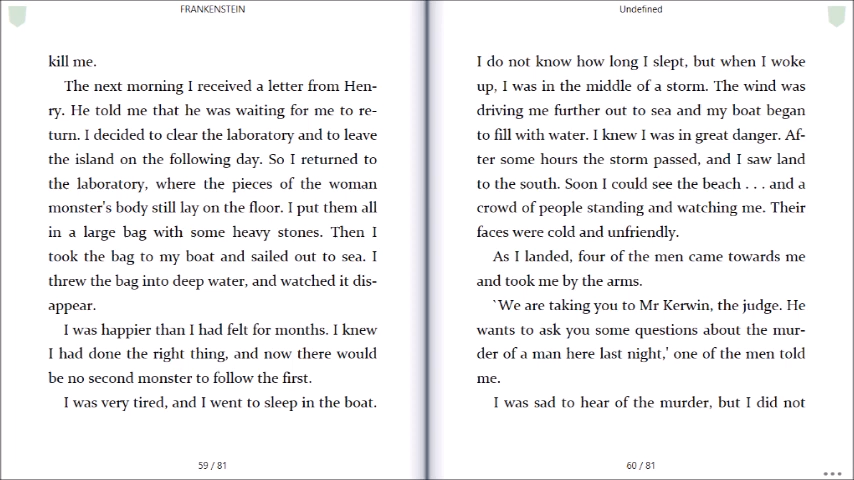 FRANKENSTEIN
kill me.
The next morning I received a letter from Hen-
ry. He told me that he was waiting for me to re-
turn. I decided to clear the laboratory and to leave
the island on the following day. So I returned to
the laboratory, where the pieces of the woman
monster's body still lay on the floor. I put them all
in a large bag with some heavy stones. Then I
took the bag to my boat and sailed out to sea. I
threw the bag into deep water, and watched it dis-
appear.
I was happier than I had felt for months. I knew
I had done the right thing, and now there would
be no second monster to follow the first.
I was very tired, and I went to sleep in the boat.
59 / 81
Undefined
I do not know how long I slept, but when I woke
up, I was in the middle of a storm. The wind was
driving me further out to sea and my boat began
to fill with water. I knew I was in great danger. Af-
ter some hours the storm passed, and I saw land
to the south. Soon I could see the beach . . . and a
crowd of people standing and watching me. Their
faces were cold and unfriendly.
As I landed, four of the men came towards me
and took me by the arms.
`We are taking you to Mr Kerwin, the judge. He
wants to ask you some questions about the mur-
der of a man here last night,' one of the men told
me.
I was sad to hear of the murder, but I did not
60 / 81